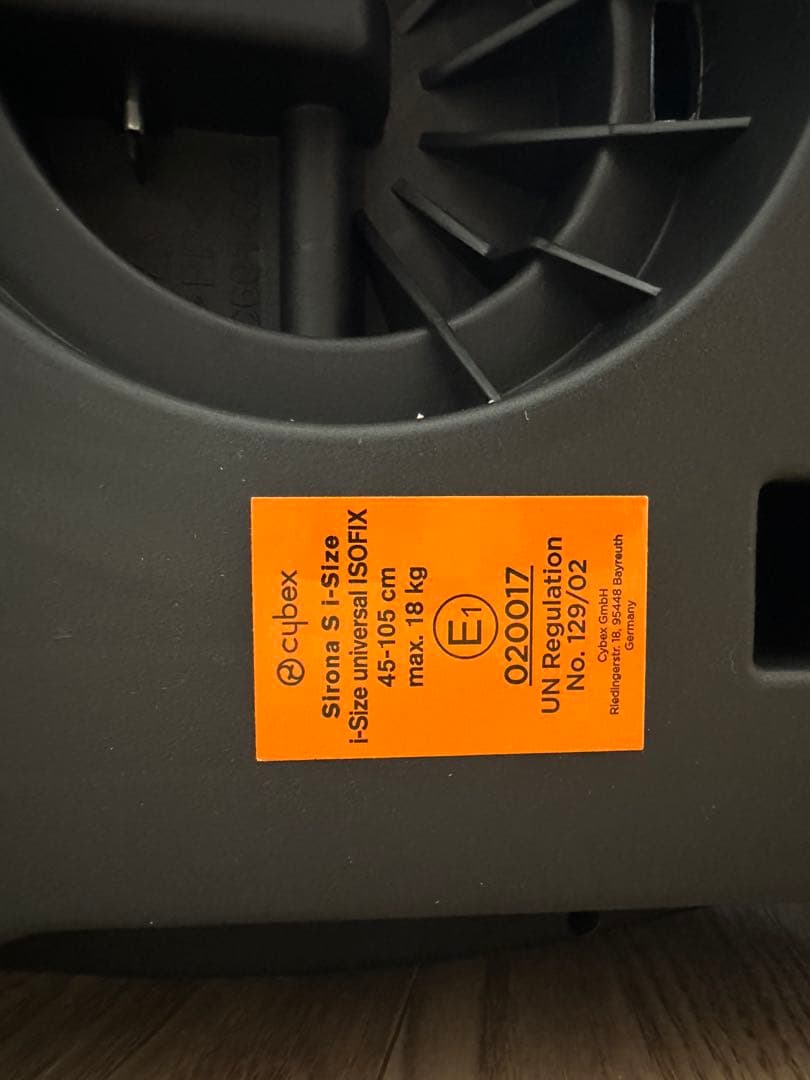 cybex
Sirona S i-Size
i-Size universal ISOFIX
45-105 cm
max. 18 kg
E1
020017
UN Regulation
No. 129/02
Cybex GmbH
Riedingerstr. 18, 95448 Bayreuth
Germany